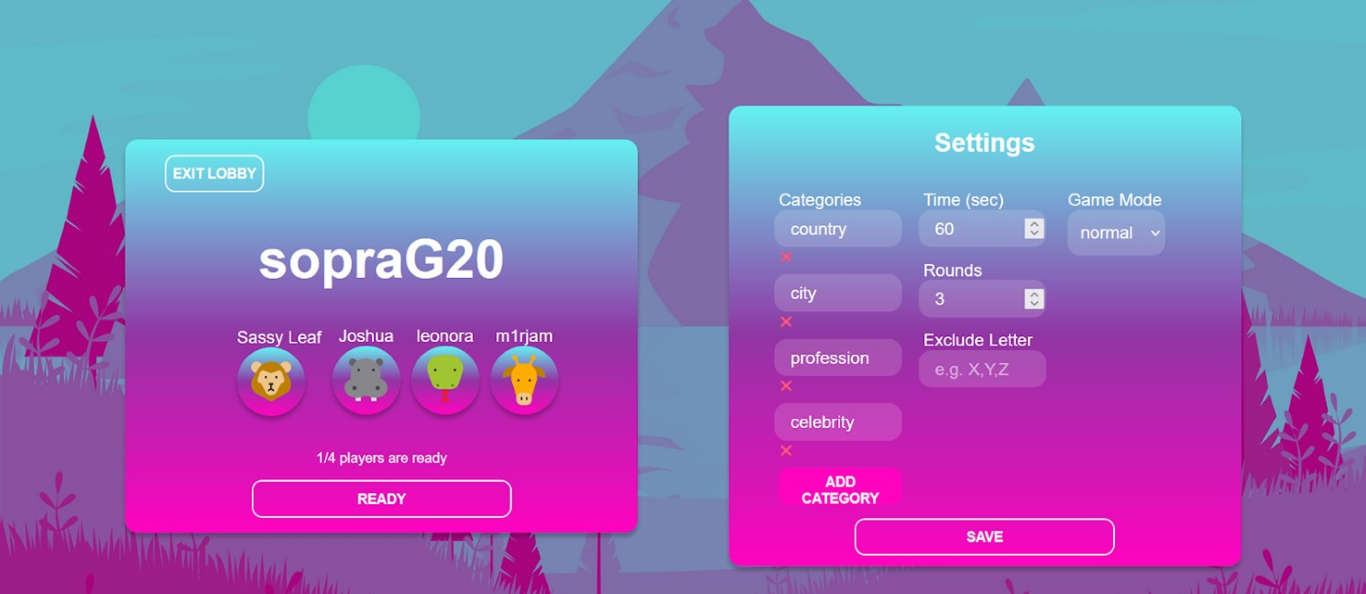 EXIT LOBBY
sopraG20
Sassy Leaf Joshua leonora m1rjam
1/4 players are ready
READY
Settings
Categories Time (sec) Game Mode
country 60 normal
Rounds
city 3
Exclude Letter
profession e.g. X,Y,Z
celebrity
ADD
CATEGORY
SAVE